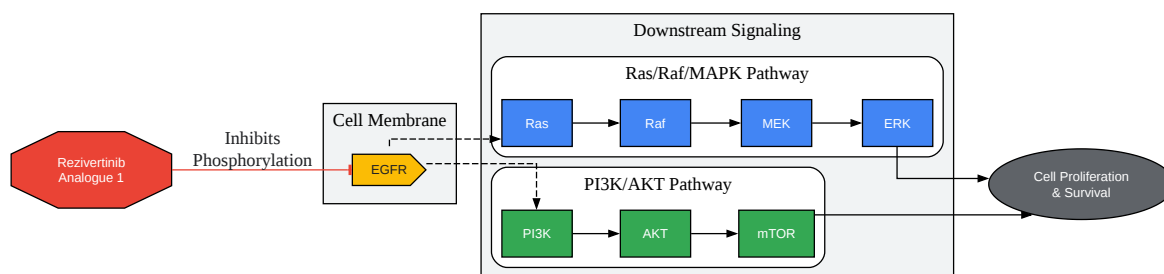 Downstream Signaling
Ras/Raf/MAPK Pathway
Cell Membrane
Ras
Raf
MEK
ERK
Inhibits
Phosphorylation
Rezivertinib
Analogue 1
EGFR
PI3K/AKT Pathway
Cell Proliferation
& Survival
PI3K
AKT
mTOR